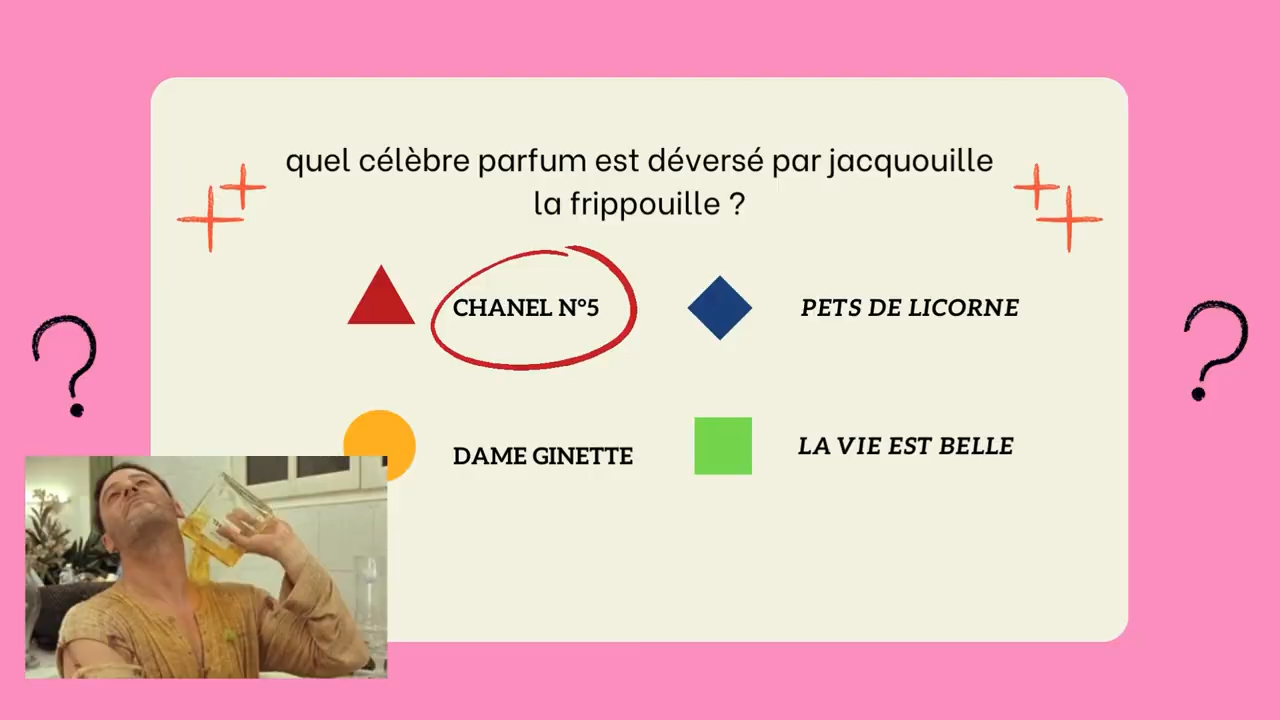 quel célèbre parfum est déversé par jacquouille
la frippouille ?
CHANEL N°5
PETS DE LICORNE
DAME GINETTE
LA VIE EST BELLE